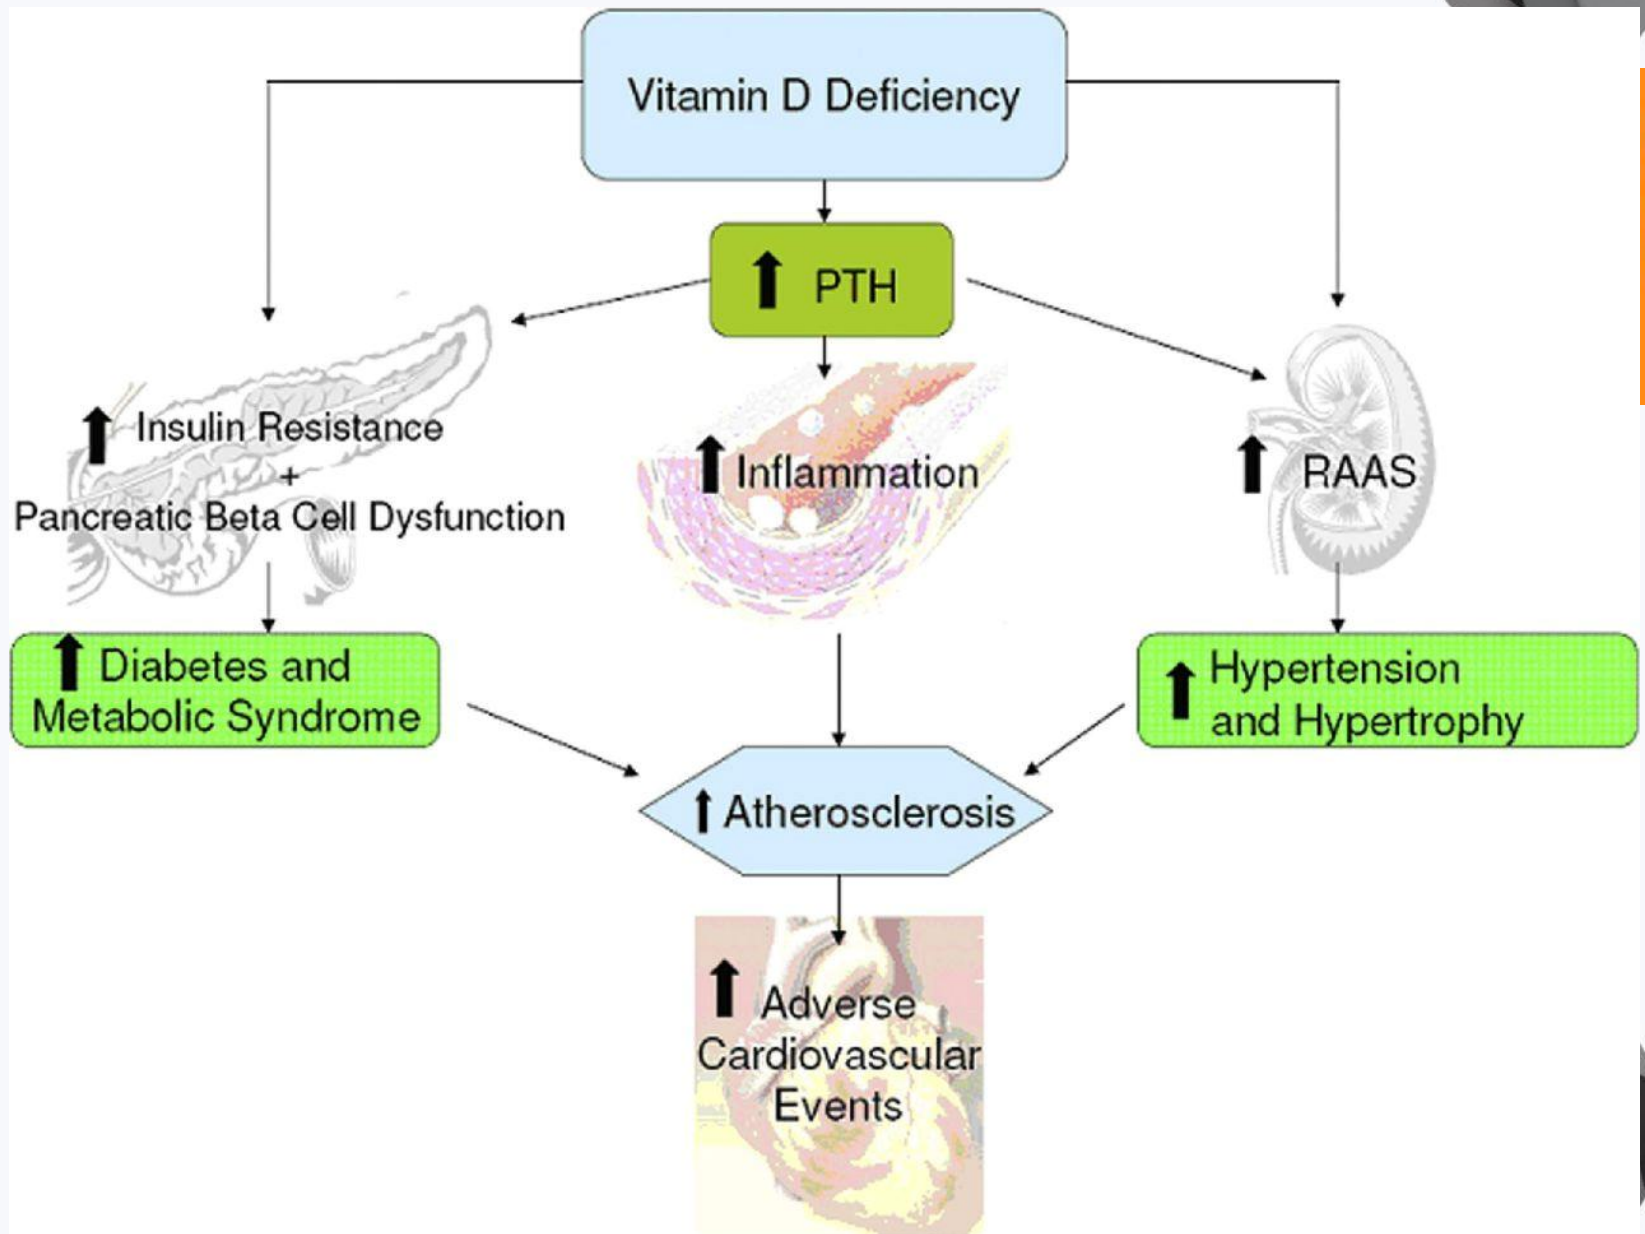 Vitamin D Deficiency
PTH
Insulin Resistance
+
Pancreatic Beta Cell Dysfunction
Inflammation
RAAS
Diabetes and
Metabolic Syndrome
Hypertension
and Hypertrophy
Atherosclerosis
Adverse
Cardiovascular
Events